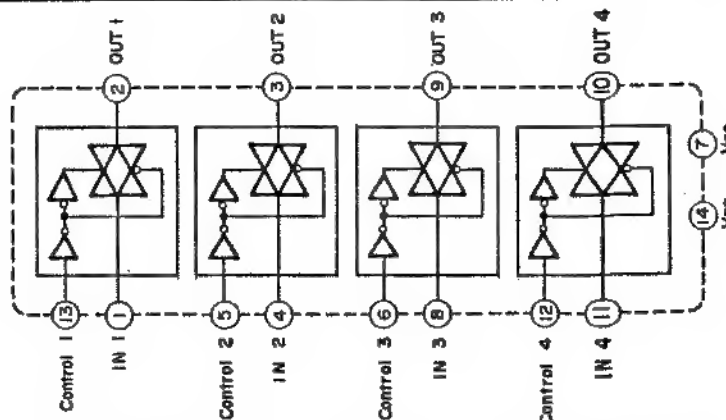 OUT 1
OUT 2
OUT 3
OUT 4
2
3
9
10
7
14
13
1
5
4
6
8
12
11
Control 1
IN 1
Control 2
IN 2
Control 3
IN 3
Control 4
IN 4